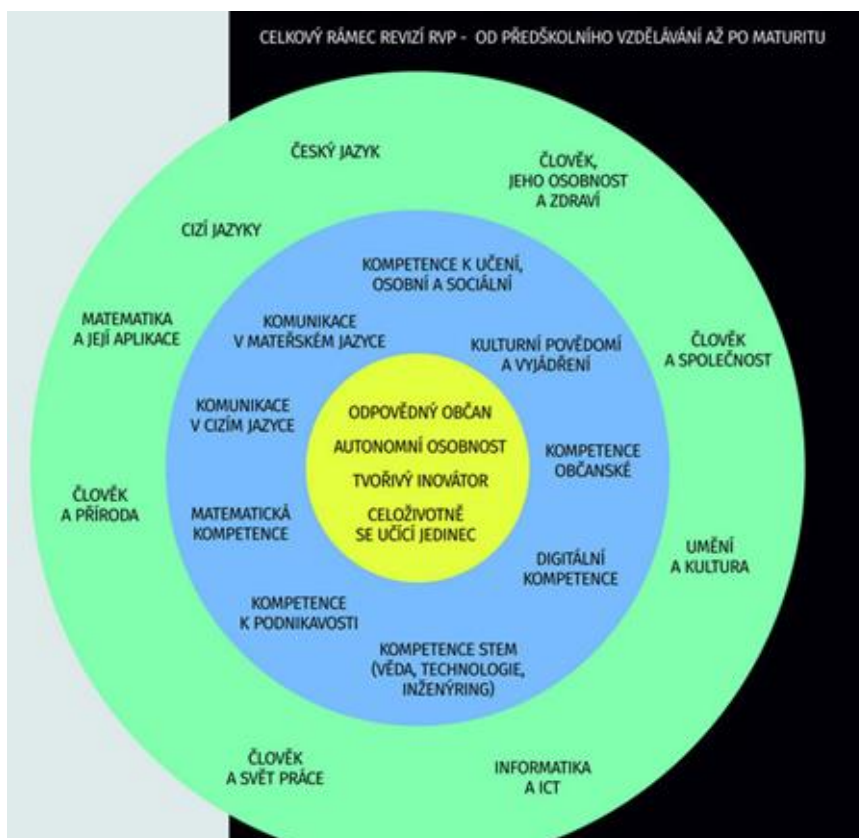 CELKOVÝ RÁMEC REVIZÍ RVP - OD PŘEDŠKOLNÍHO VZDĚLÁVÁNÍ AŽ PO MATURITU
ČESKÝ JAZYK
ČLOVĚK,
JEHO OSOBNOST
A ZDRAVÍ
CIZÍ JAZYKY
MATEMATIKA
A JEJÍ APLIKACE
ČLOVĚK
A SPOLEČNOST
ČLOVĚK
A PŘÍRODA
UMĚNÍ
A KULTURA
ČLOVĚK
A SVĚT PRÁCE
INFORMATIKA
A ICT
KOMPETENCE K UČENÍ,
OSOBNÍ A SOCIÁLNÍ
KOMUNIKACE
V MATEŘSKÉM JAZYCE
KULTURNÍ POVĚDOMÍ
A VYJÁDŘENÍ
KOMUNIKACE
V CIZÍM JAZYCE
KOMPETENCE
OBČANSKÉ
MATEMATICKÁ
KOMPETENCE
DIGITÁLNÍ
KOMPETENCE
KOMPETENCE
K PODNIKAVOSTI
KOMPETENCE STEM
(VĚDA, TECHNOLOGIE,
INŽENÝRING)
ODPOVĚDNÝ OBČAN
AUTONOMNÍ OSOBNOST
TVOŘIVÝ INOVÁTOR
CELOŽIVOTNĚ
SE UČÍCÍ JEDINEC